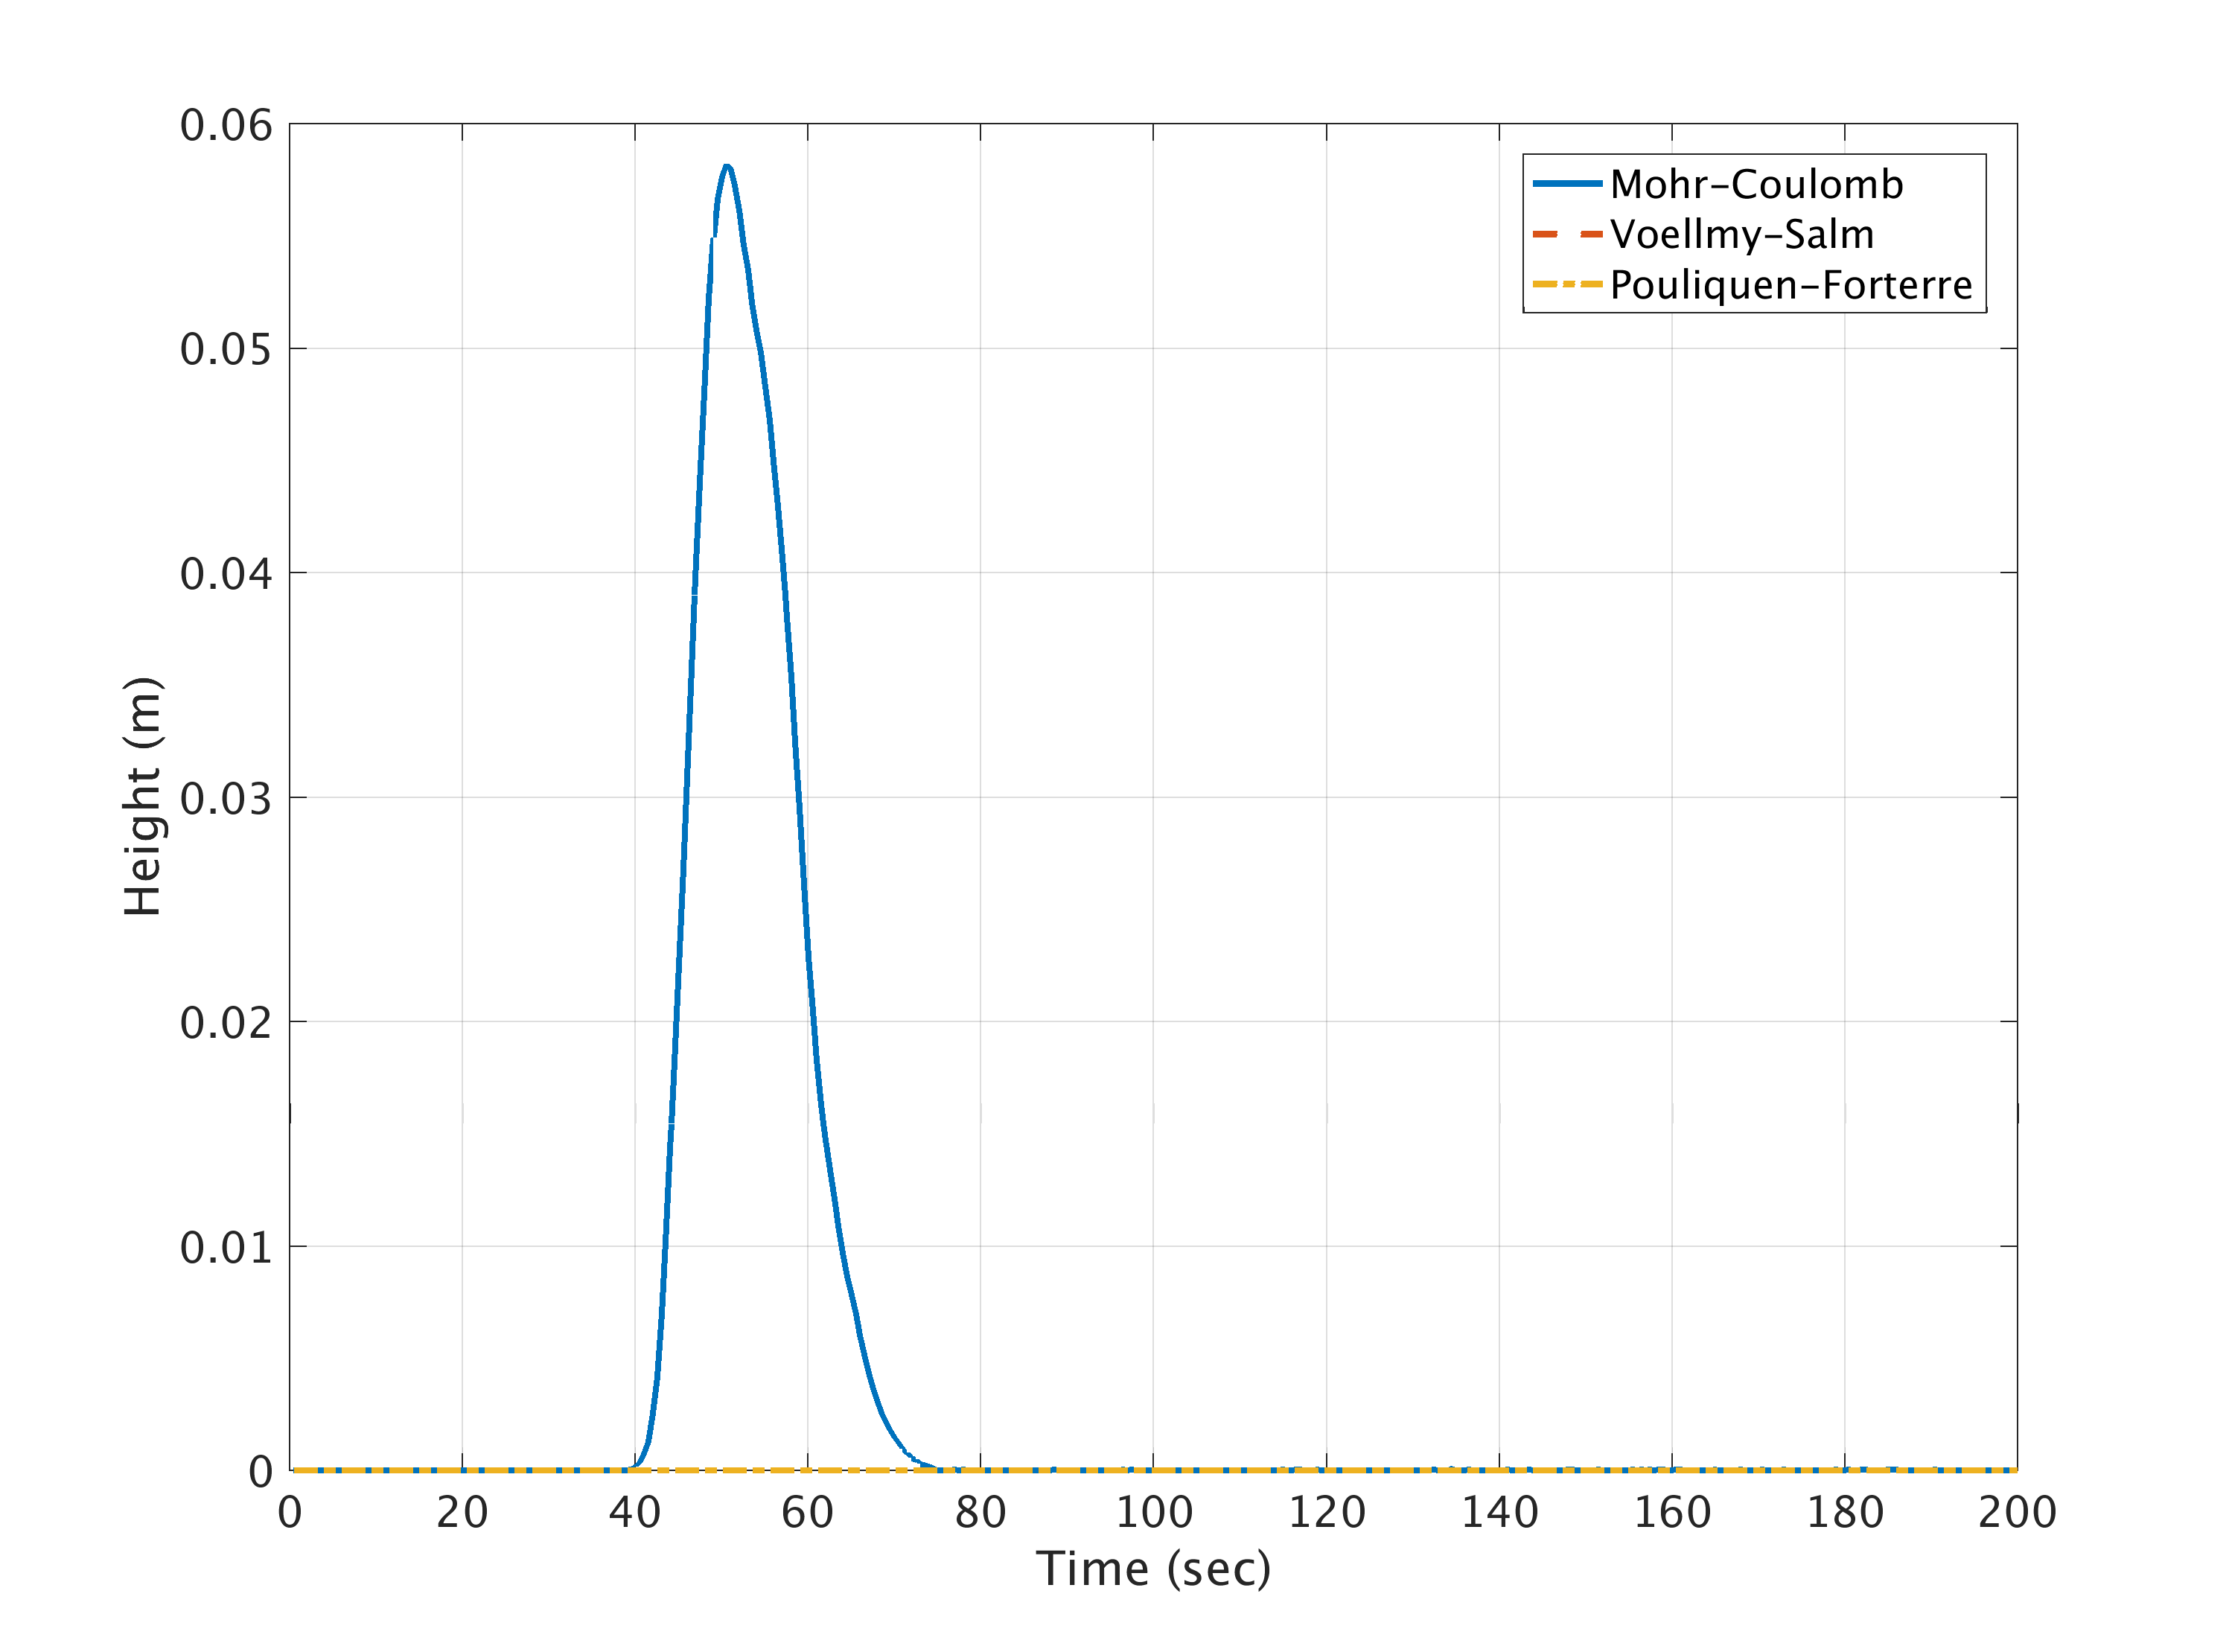 0.06
0.05
0.04
0.03
0.02
0.01
0
Height (m)
Mohr-Coulomb
Voellmy-Salm
Pouliquen-Forterre
0 20 40 60 80 100 120 140 160 180 200
Time (sec)